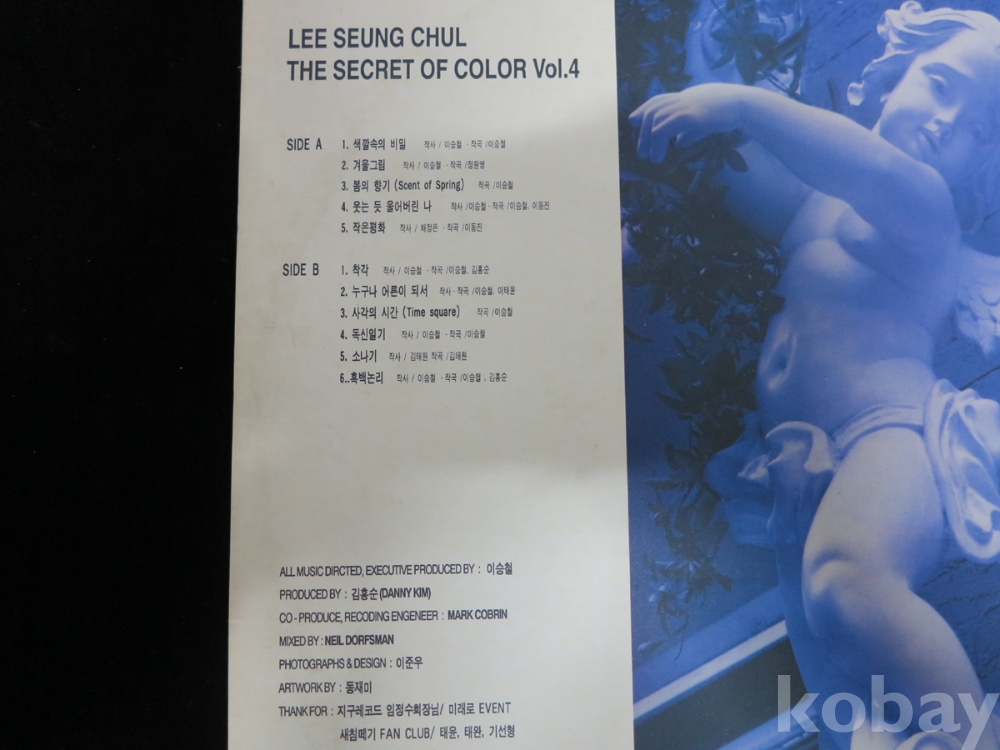 LEE SEUNG CHUL
THE SECRET OF COLOR Vol.4
SIDE A 1. 색깔속의 비밀 작사 / 이승철 · 작곡 /이승철
2. 겨울그림 작사 / 이승철 · 작곡
3. 봄의 향기 (Scent of Spring) 작곡 /이승철
4. 웃는 듯 울어버린 나 작사 /이승철 · 작곡 /이승철, 이동진
5. 작은평화 작사 / 채정은 · 작곡 /이동진
SIDE B 1. 착각 작사 / 이승철 · 작곡 /이승철, 김홍순
2. 누구나 어른이 되서 작사 · 작곡 /이승철, 이태윤
3. 사각의 시간 (Time square) 작곡 /이승철
4. 독신일기 작사 / 이승철 · 작곡 /이승철
5. 소나기 작사 / 김태원 작곡 /김태원
6..흑백논리 작사 / 이승철 · 작곡 /이승철 , 김홍순
ALL MUSIC DIRCTED, EXECUTIVE PRODUCED BY : 이승철
PRODUCED BY : 김홍순 (DANNY KIM)
CO - PRODUCE, RECODING ENGENEER : MARK COBRIN
MIXED BY : NEIL DORFSMAN
PHOTOGRAPHS & DESIGN : 이준우
ARTWORK BY : 동재미
THANK FOR : 지구레코드 임정수회장님/ 미래로 EVENT
새침떼기 FAN CLUB/ 태윤, 태완, 기선형
kobay